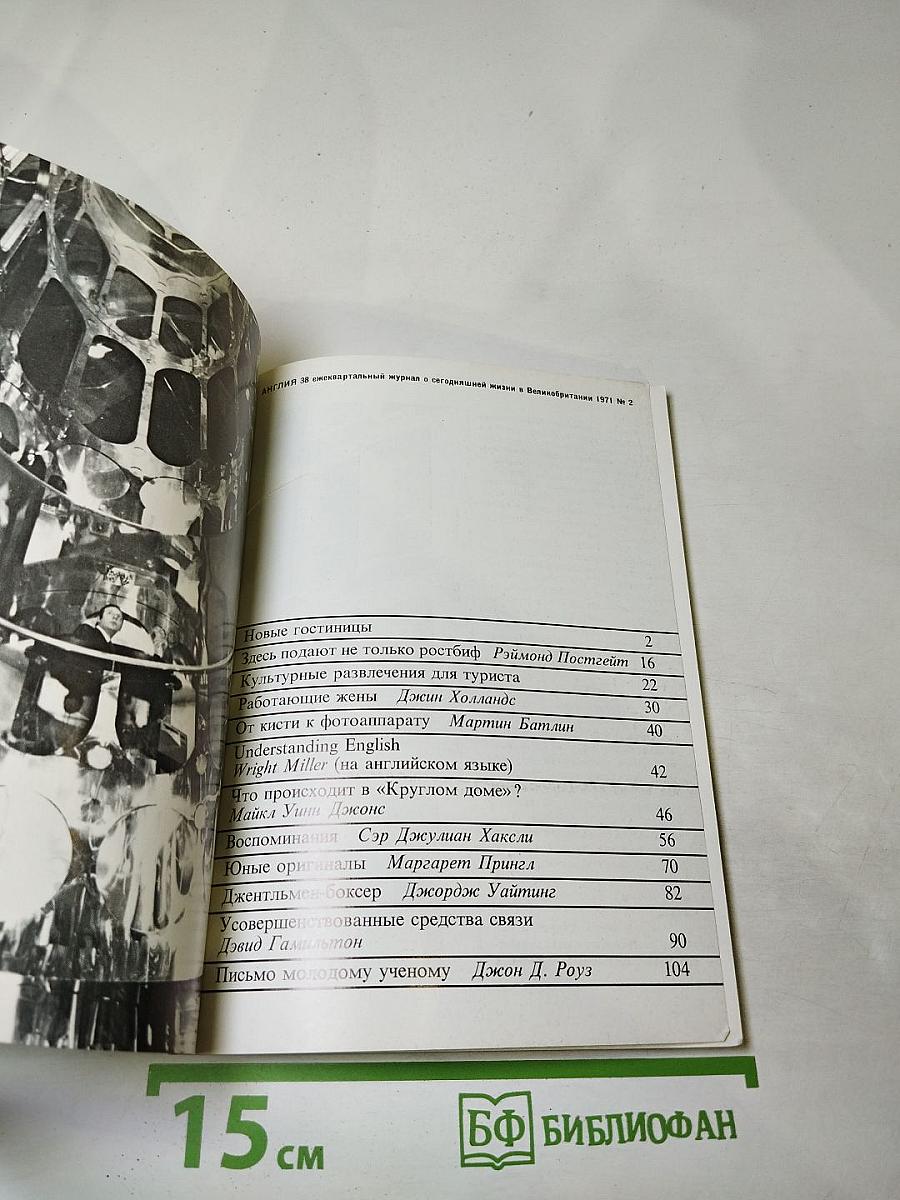 АНГЛИЯ 38 ежеквартальный журнал о сегодняшней жизни в Великобритании 1971 № 2
Новые гостиницы 2
Здесь подают не только ростбиф Рэймонд Постгейт 16
Культурные развлечения для туриста 22
Работающие жены Джин Холландс 30
От кисти к фотоаппарату Мартин Батлин 40
Understanding English
Wright Miller (на английском языке) 42
Что происходит в «Круглом доме»?
Майкл Уинн Джонс 46
Воспоминания Сэр Джулиан Хаксли 56
Юные оригиналы Маргарет Прингл 70
Джентльмен-боксер Джордж Уайтинг 82
Усовершенствованные средства связи
Дэвид Гамильтон 90
Письмо молодому ученому Джон Д. Роуз 104
15 см
БФ БИБЛИОФАН